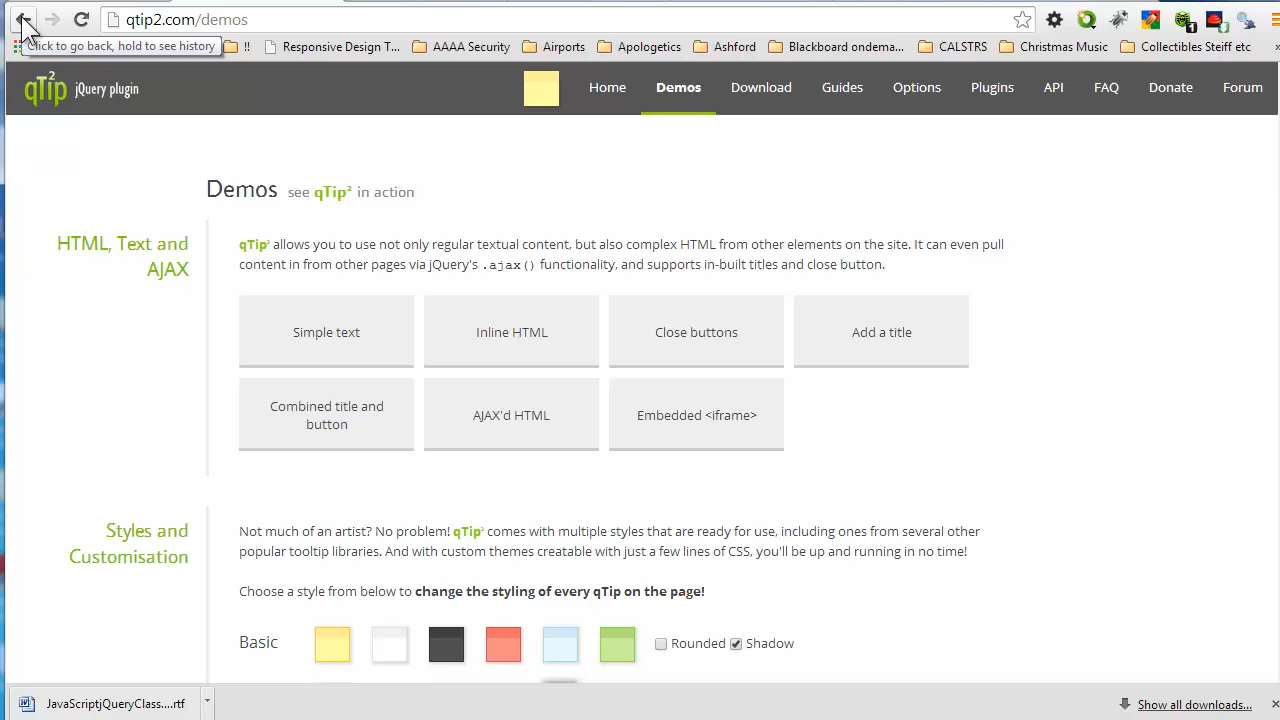 qtip2.com/demos
Click to go back, hold to see history
!!
Responsive Design T...
AAAA Security
Airports
Apologetics
Ashford
Blackboard ondema...
CALSTRS
Christmas Music
Collectibles Steiff etc
»
qTip2 jQuery plugin
Home
Demos
Download
Guides
Options
Plugins
API
FAQ
Donate
Forum
Demos see qTip² in action
HTML, Text and
AJAX
qTip² allows you to use not only regular textual content, but also complex HTML from other elements on the site. It can even pull
content in from other pages via jQuery's .ajax() functionality, and supports in-built titles and close button.
Simple text
Inline HTML
Close buttons
Add a title
Combined title and
button
AJAX'd HTML
Embedded <iframe>
Styles and
Customisation
Not much of an artist? No problem! qTip² comes with multiple styles that are ready for use, including ones from several other
popular tooltip libraries. And with custom themes creatable with just a few lines of CSS, you'll be up and running in no time!
Choose a style from below to change the styling of every qTip on the page!
Basic
Rounded
Shadow
JavaScriptjQueryClass....rtf
Show all downloads...